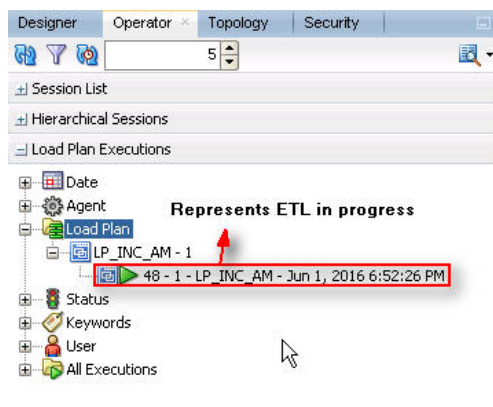 Designer Operator Topology Security
5
Session List
Hierarchical Sessions
Load Plan Executions
Date
Agent
Represents ETL in progress
Load Plan
LP_INC_AM - 1
48 - 1 - LP_INC_AM - Jun 1, 2016 6:52:26 PM
Status
Keywords
User
All Executions